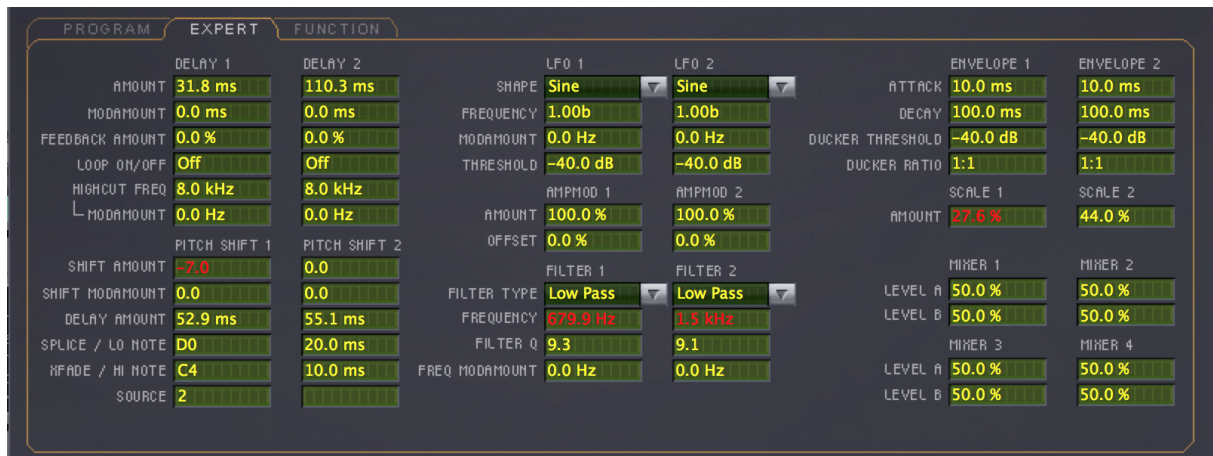 PROGRAM EXPERT FUNCTION
DELAY 1 DELAY 2
AMOUNT 31.8 ms 110.3 ms
MODAMOUNT 0.0 ms 0.0 ms
FEEDBACK AMOUNT 0.0 % 0.0 %
LOOP ON/OFF Off Off
HIGHCUT FREQ 8.0 kHz 8.0 kHz
MODAMOUNT 0.0 Hz 0.0 Hz
PITCH SHIFT 1 PITCH SHIFT 2
SHIFT AMOUNT -7.0 0.0
SHIFT MODAMOUNT 0.0 0.0
DELAY AMOUNT 52.9 ms 55.1 ms
SPLICE / LO NOTE D0 20.0 ms
XFADE / HI NOTE C4 10.0 ms
SOURCE 2
LFO 1 LFO 2
SHAPE Sine Sine
FREQUENCY 1.00b 1.00b
MODAMOUNT 0.0 Hz 0.0 Hz
THRESHOLD -40.0 dB -40.0 dB
AMPMOD 1 AMPMOD 2
AMOUNT 100.0 % 100.0 %
OFFSET 0.0 % 0.0 %
FILTER 1 FILTER 2
FILTER TYPE Low Pass Low Pass
FREQUENCY 679.9 Hz 1.5 kHz
FILTER Q 9.3 9.1
FREQ MODAMOUNT 0.0 Hz 0.0 Hz
ENVELOPE 1 ENVELOPE 2
ATTACK 10.0 ms 10.0 ms
DECAY 100.0 ms 100.0 ms
DUCKER THRESHOLD -40.0 dB -40.0 dB
DUCKER RATIO 1:1 1:1
SCALE 1 SCALE 2
AMOUNT 27.6 % 44.0 %
MIXER 1 MIXER 2
LEVEL A 50.0 % 50.0 %
LEVEL B 50.0 % 50.0 %
MIXER 3 MIXER 4
LEVEL A 50.0 % 50.0 %
LEVEL B 50.0 % 50.0 %